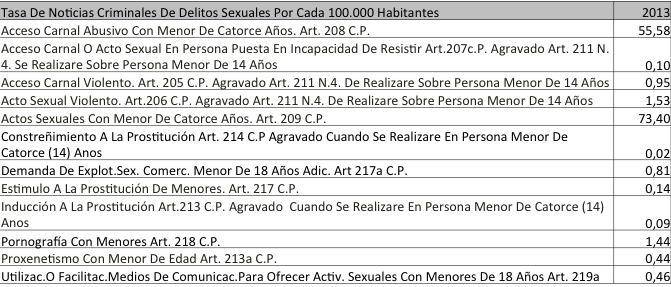 Tasa De Noticias Criminales De Delitos Sexuales Por Cada 100.000 Habitantes 2013
Acceso Carnal Abusivo Con Menor De Catorce Años. Art. 208 C.P. 55,58
Acceso Carnal O Acto Sexual En Persona Puesta En Incapacidad De Resistir Art.207c.P. Agravado Art. 211 N.
4. Se Realizare Sobre Persona Menor De 14 Años 0,10
Acceso Carnal Violento. Art. 205 C.P. Agravado Art. 211 N.4. De Realizare Sobre Persona Menor De 14 Años 0,95
Acto Sexual Violento. Art.206 C.P. Agravado Art. 211 N.4. De Realizare Sobre Persona Menor De 14 Años 1,53
Actos Sexuales Con Menor De Catorce Años. Art. 209 C.P. 73,40
Constreñimiento A La Prostitución Art. 214 C.P Agravado Cuando Se Realizare En Persona Menor De
Catorce (14) Anos 0,02
Demanda De Explot.Sex. Comerc. Menor De 18 Años Adic. Art 217a C.P. 0,81
Estimulo A La Prostitución De Menores. Art. 217 C.P. 0,14
Inducción A La Prostitución Art.213 C.P. Agravado Cuando Se Realizare En Persona Menor De Catorce (14)
Anos 0,09
Pornografía Con Menores Art. 218 C.P. 1,44
Proxenetismo Con Menor De Edad Art. 213a C.P. 0,44
Utilizac.O Facilitac.Medios De Comunicac.Para Ofrecer Activ. Sexuales Con Menores De 18 Años Art. 219a 0,46